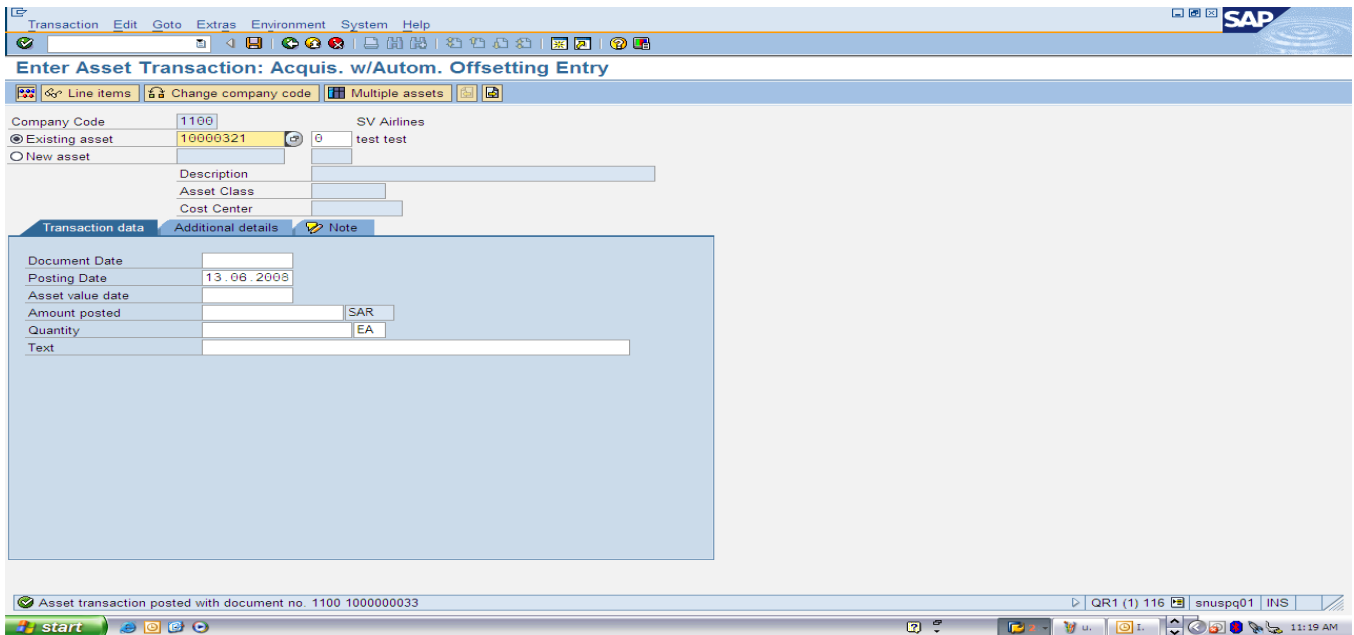 Transaction Edit Goto Extras Environment System Help
SAP
Enter Asset Transaction: Acquis. w/Autom. Offsetting Entry
Line items Change company code Multiple assets
Company Code 1100 SV Airlines
Existing asset 10000321 0 test test
New asset
Description
Asset Class
Cost Center
Transaction data Additional details Note
Document Date
Posting Date 13.06.2008
Asset value date
Amount posted SAR
Quantity EA
Text
Asset transaction posted with document no. 1100 1000000033 QR1 (1) 116 snuspq01 INS
start u. I. 11:19 AM